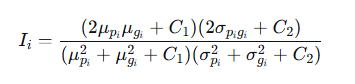 I_i = \frac{(2\mu_{p_i}\mu_{g_i} + C_1)(2\sigma_{p_i g_i} + C_2)}{(\mu_{p_i}^2 + \mu_{g_i}^2 + C_1)(\sigma_{p_i}^2 + \sigma_{g_i}^2 + C_2)}